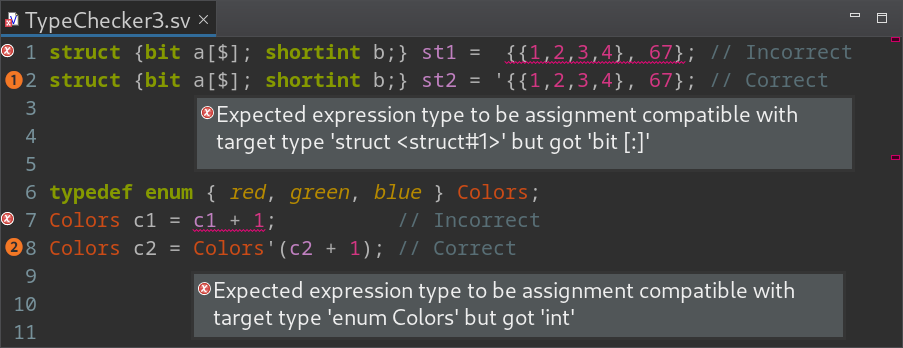 TypeChecker3.sv ×
1 struct {bit a[$]; shortint b;} st1 =  {{1,2,3,4}, 67}; // Incorrect
1 2 struct {bit a[$]; shortint b;} st2 = '{{1,2,3,4}, 67}; // Correct
3
Expected expression type to be assignment compatible with
4
target type 'struct <struct#1>' but got 'bit [:]'
5
6 typedef enum { red, green, blue } Colors;
7 Colors c1 = c1 + 1;          // Incorrect
2 8 Colors c2 = Colors'(c2 + 1); // Correct
9
Expected expression type to be assignment compatible with
10
target type 'enum Colors' but got 'int'
11